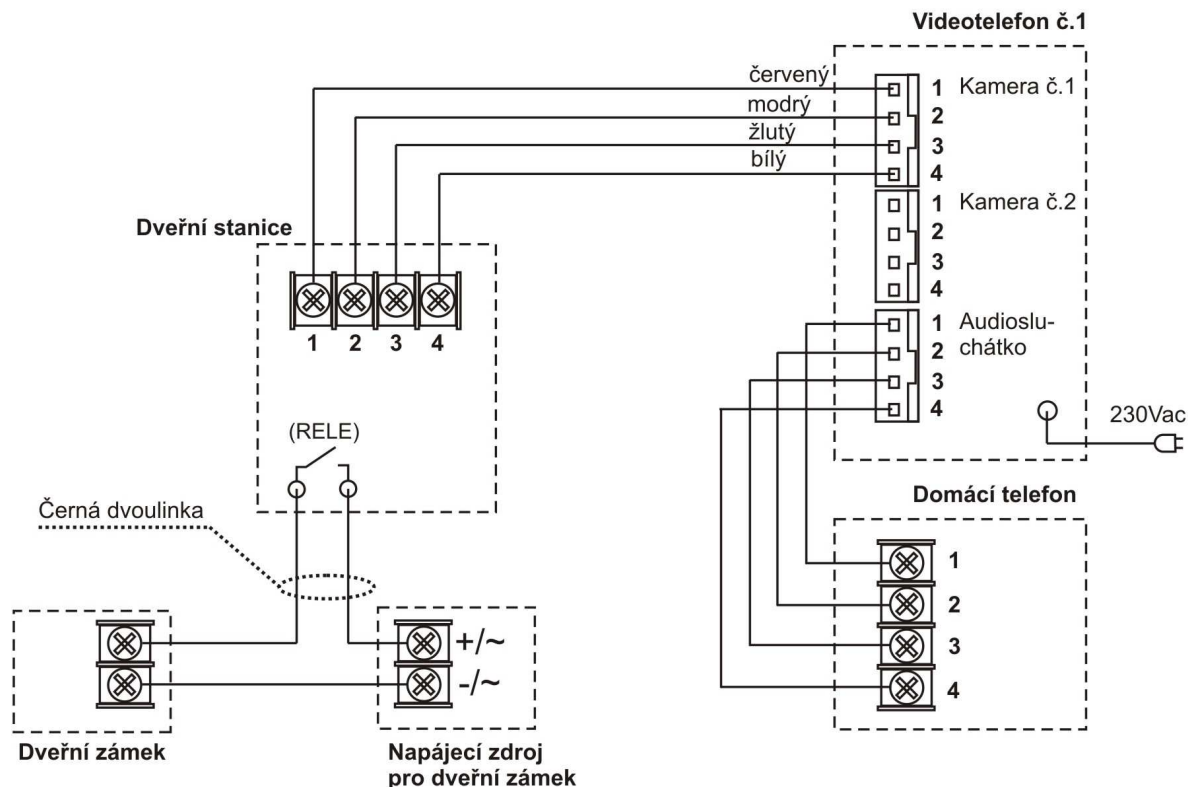 Videotelefon č.1
červený
modrý
žlutý
bílý
1 Kamera č.1
2
3
4
1 Kamera č.2
2
3
4
1 Audioslu-
2 chátko
3
4
230Vac
Dveřní stanice
1 2 3 4
(RELE)
Černá dvoulinka
+/~
-/~
Dveřní zámek
Napájecí zdroj
pro dveřní zámek
Domácí telefon
1
2
3
4